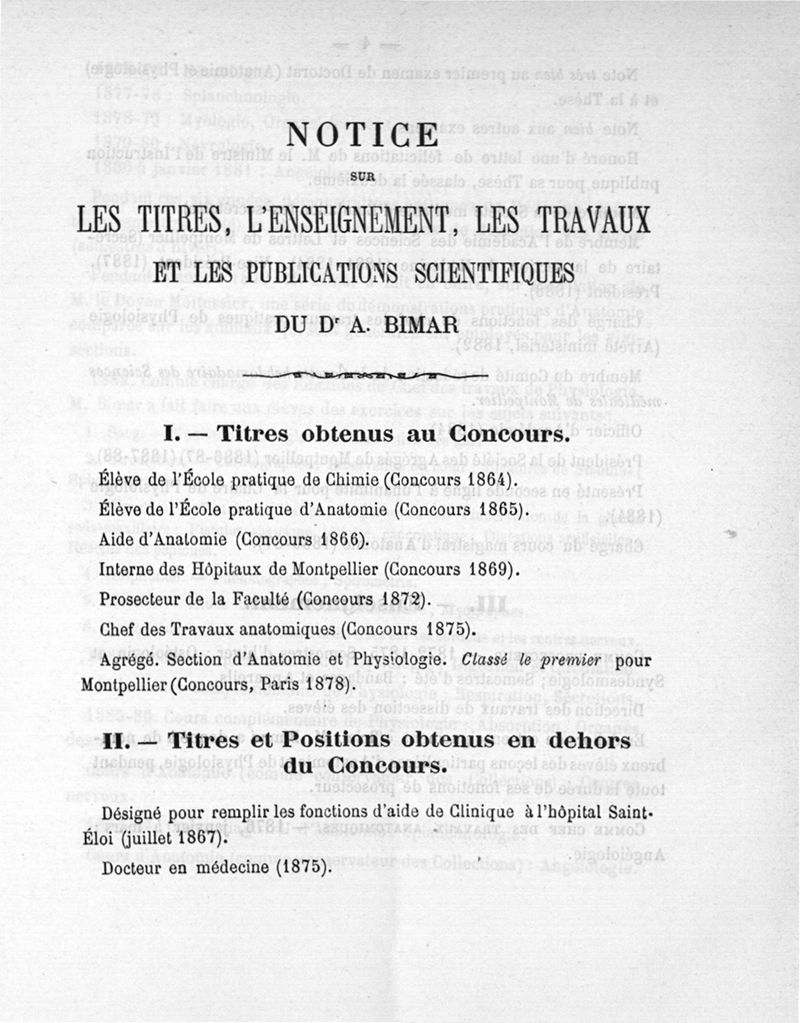 NOTICE
SUR
LES TITRES, L'ENSEIGNEMENT, LES TRAVAUX
ET LES PUBLICATIONS SCIENTIFIQUES
DU Dr A. BIMAR
I. — Titres obtenus au Concours.
Élève de l'École pratique de Chimie (Concours 1864).
Élève de l'École pratique d'Anatomie (Concours 1865).
Aide d'Anatomie (Concours 1866).
Interne des Hôpitaux de Montpellier (Concours 1869).
Prosecteur de la Faculté (Concours 1872).
Chef des Travaux anatomiques (Concours 1875).
Agrégé. Section d'Anatomie et Physiologie. Classé le premier pour
Montpellier (Concours, Paris 1878).
II. — Titres et Positions obtenus en dehors
du Concours.
Désigné pour remplir les fonctions d'aide de Clinique à l'hôpital Saint-
Éloi (juillet 1867).
Docteur en médecine (1875).